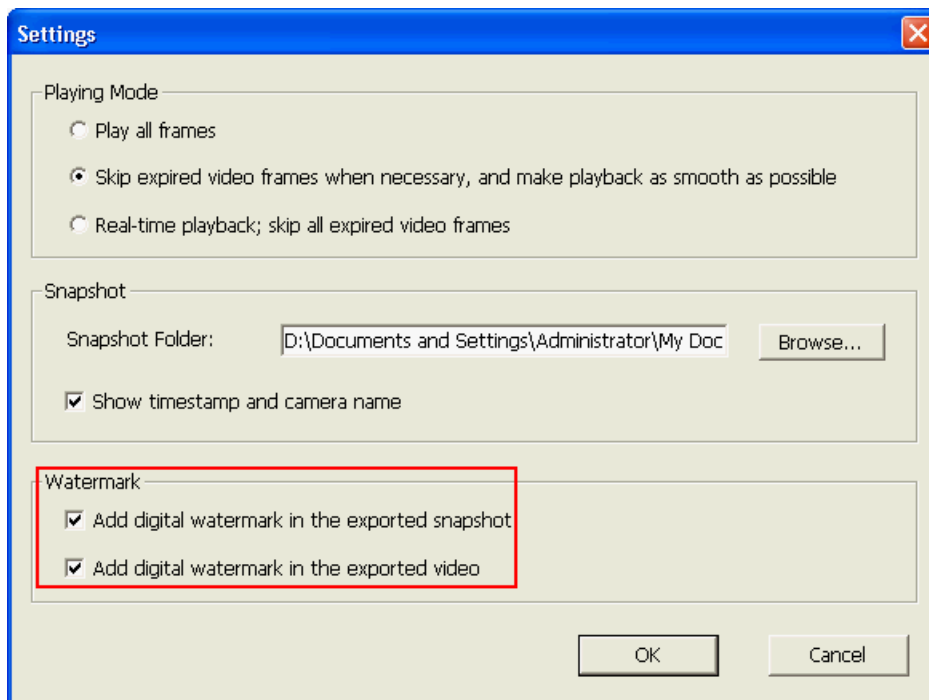 Settings
Playing Mode
Play all frames
Skip expired video frames when necessary, and make playback as smooth as possible
Real-time playback; skip all expired video frames
Snapshot
Snapshot Folder: D:\Documents and Settings\Administrator\My Doc Browse...
Show timestamp and camera name
Watermark
Add digital watermark in the exported snapshot
Add digital watermark in the exported video
OK Cancel